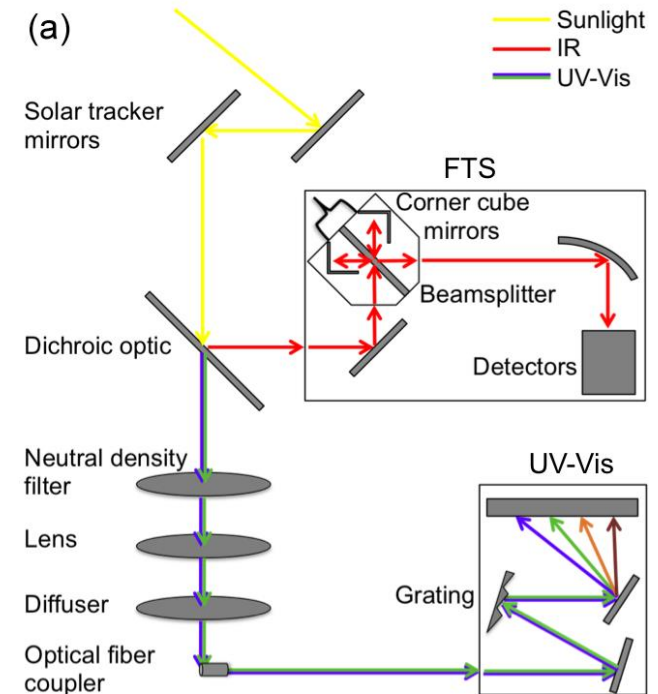 (a)
Sunlight
IR
UV-Vis
Solar tracker
mirrors
FTS
Corner cube
mirrors
Beamsplitter
Dichroic optic
Detectors
Neutral density
filter
UV-Vis
Lens
Grating
Diffuser
Optical fiber
coupler